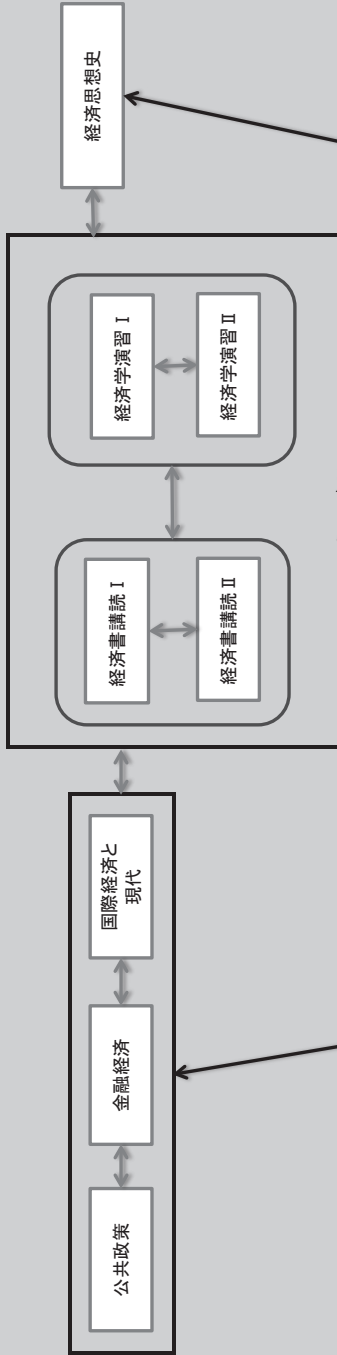 公共政策
金融経済
国際経済と
現代
経済書講読Ⅰ
経済書講読Ⅱ
経済学演習Ⅰ
経済学演習Ⅱ
経済思想史